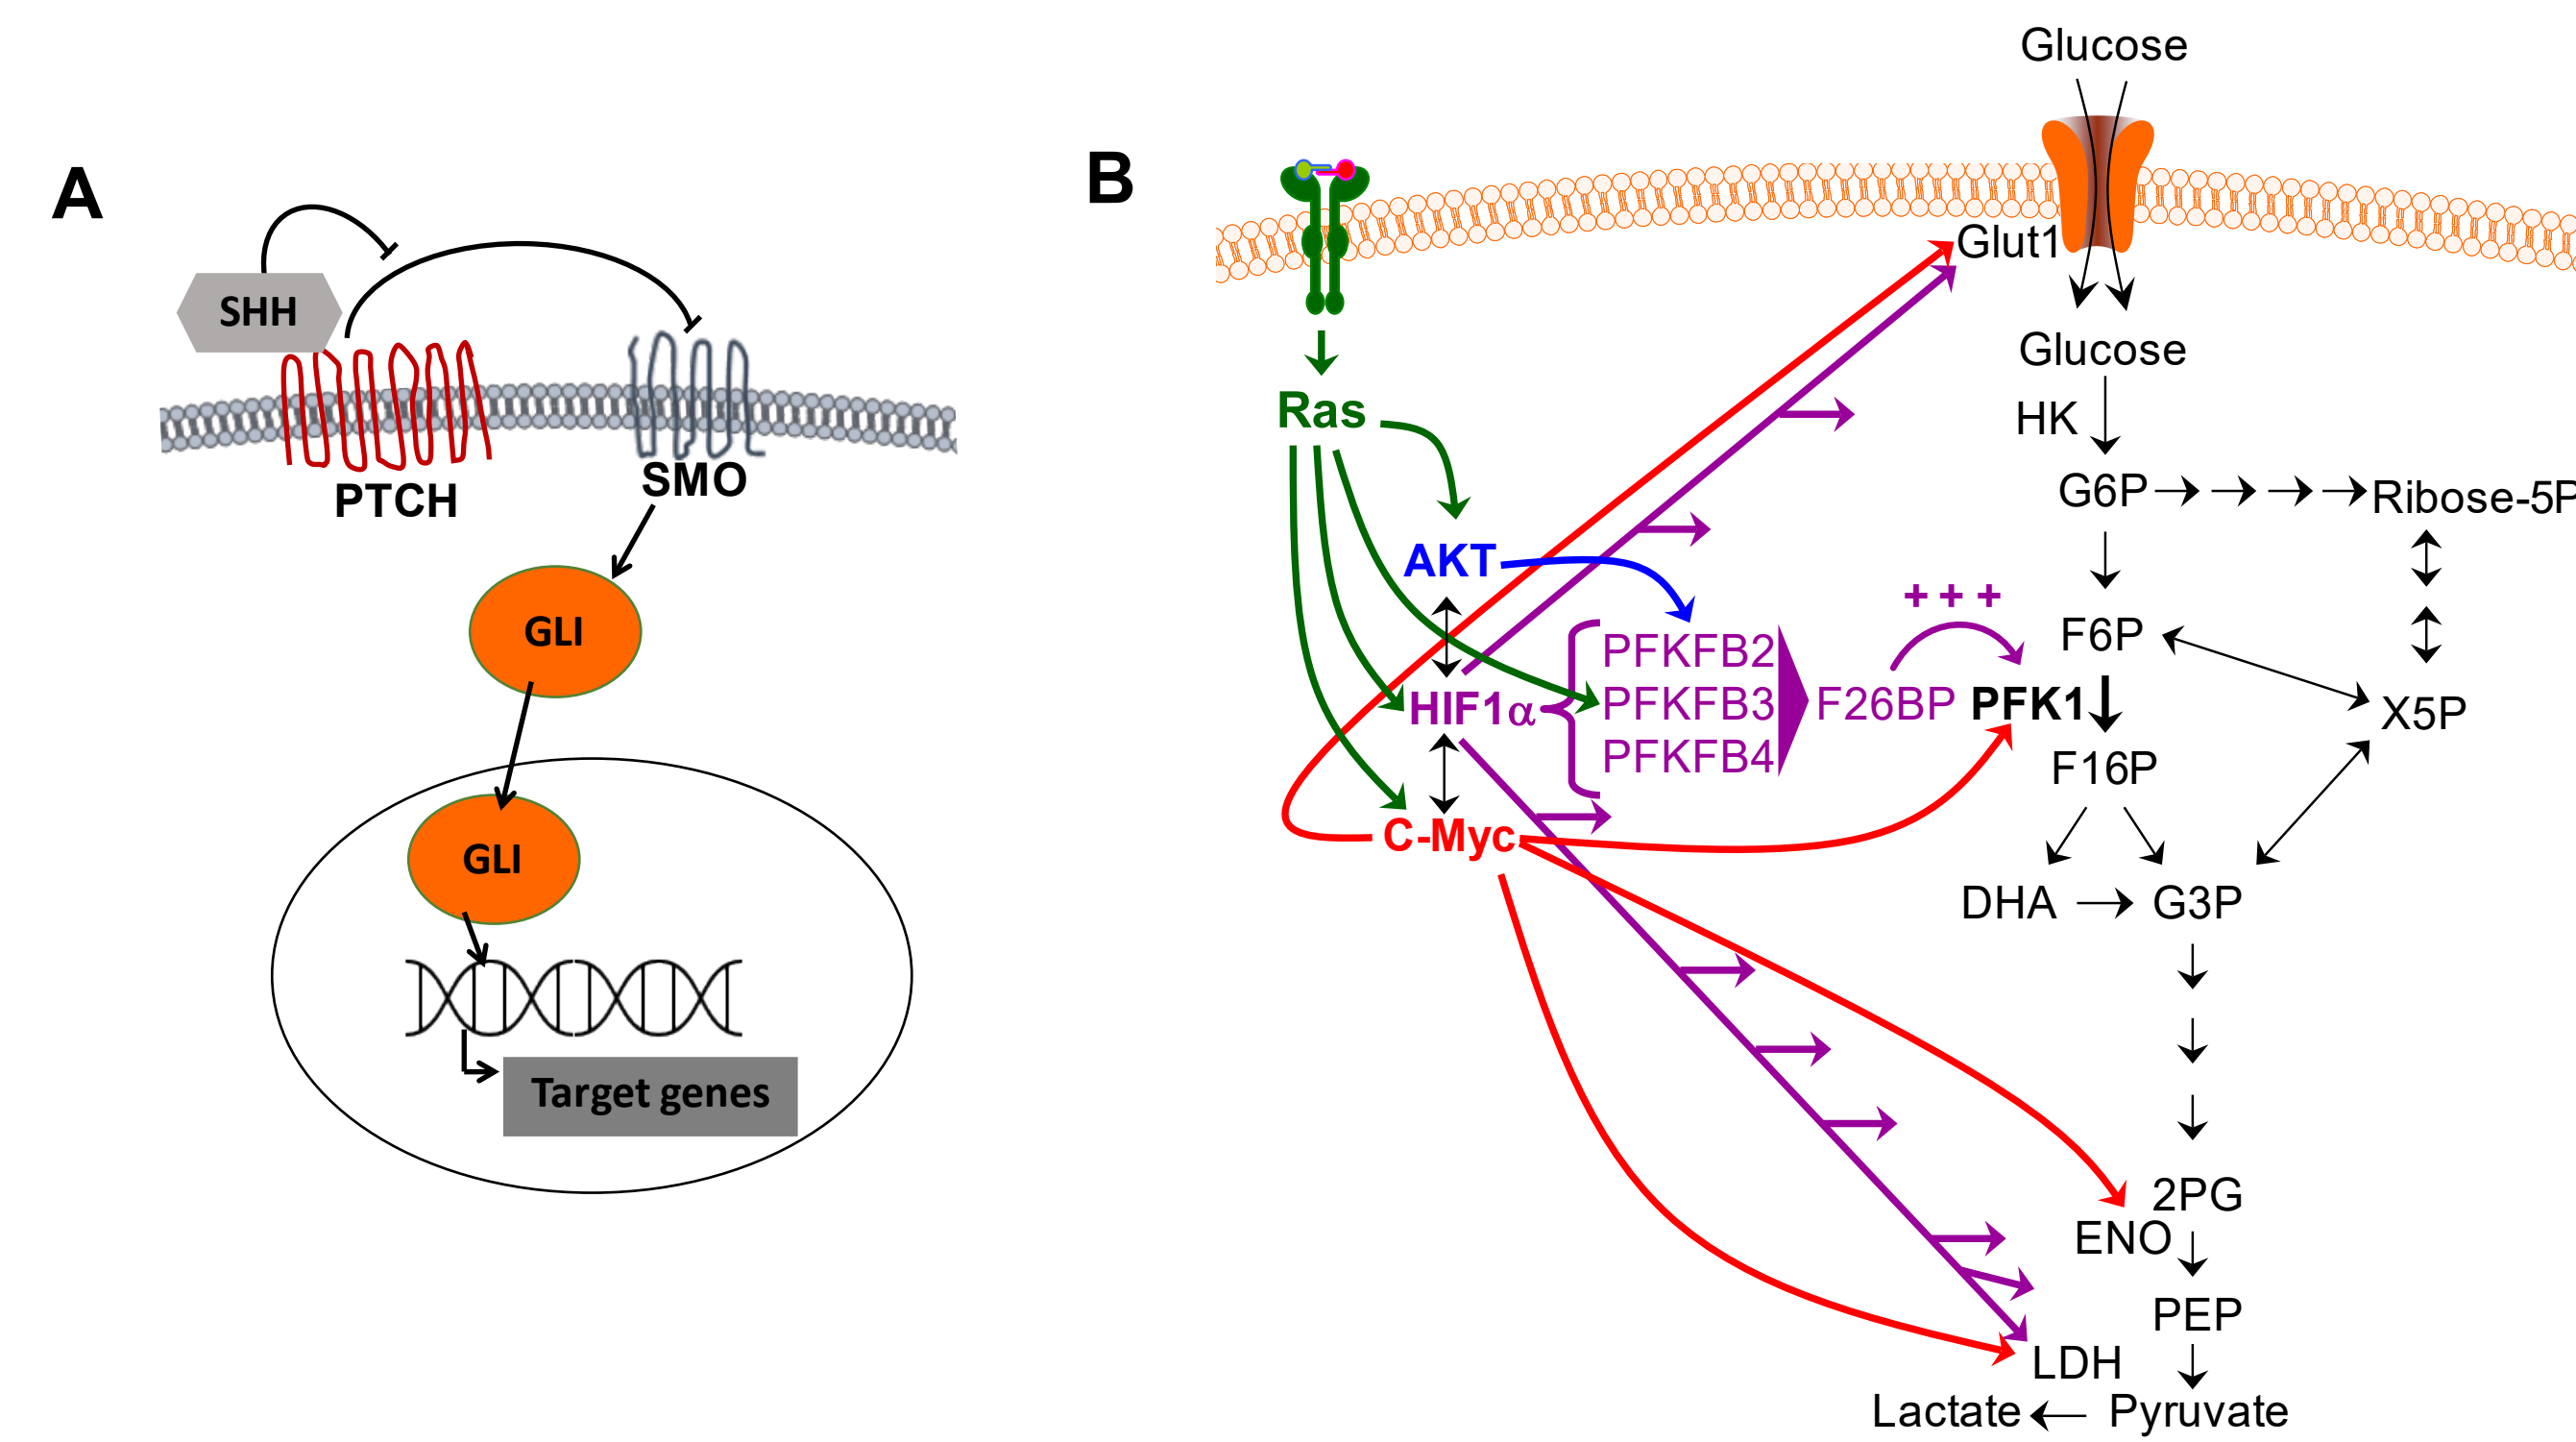 A
SHH
PTCH
SMO
GLI
GLI
Target genes
B
Glucose
Glut1
Glucose
HK
G6P
Ribose-5P
Ras
AKT
HIF1α
C-Myc
PFKFB2
PFKFB3
PFKFB4
F26BP
+ + +
PFK1
F6P
X5P
F16P
DHA
G3P
2PG
ENO
PEP
LDH
Lactate
Pyruvate